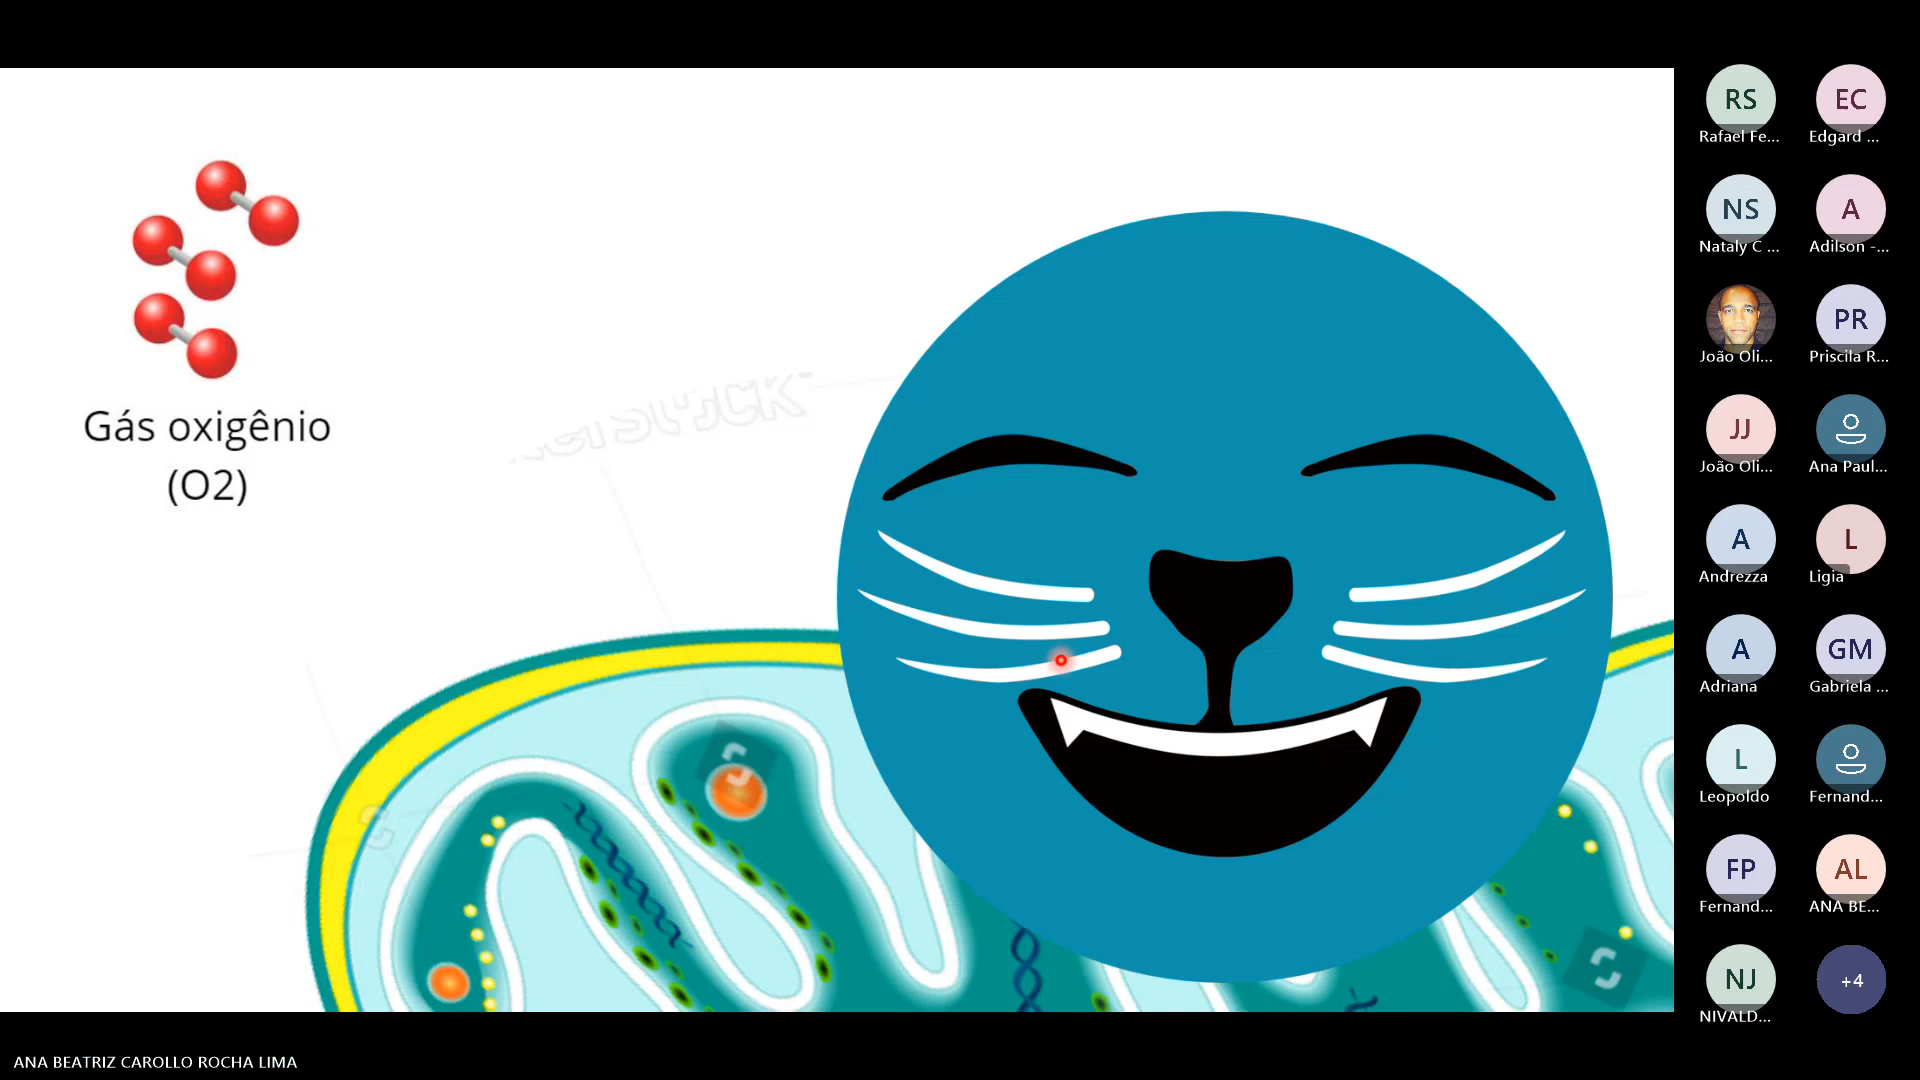 Gás oxigênio
(O2)
RS
Rafael Fe...
EC
Edgard ...
NS
Nataly C ...
A
Adilson -...
João Oli...
PR
Priscila R...
JJ
João Oli...
Ana Paul...
A
Andrezza
L
Ligia
A
Adriana
GM
Gabriela ...
L
Leopoldo
Fernand...
FP
Fernand...
AL
ANA BE...
NJ
NIVALD...
+4
ANA BEATRIZ CAROLLO ROCHA LIMA